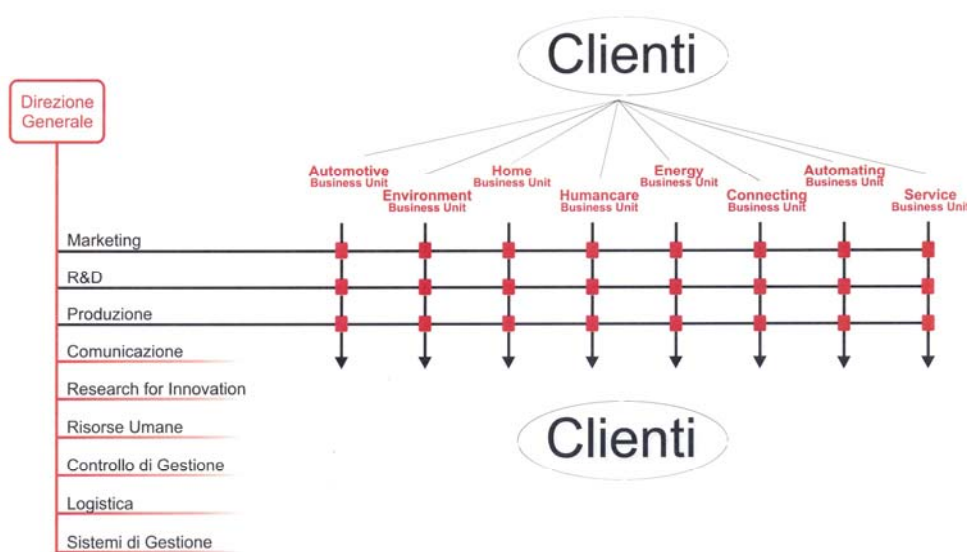 Clienti
Direzione
Generale
Automotive
Business Unit
Home
Business Unit
Energy
Business Unit
Automating
Business Unit
Environment
Business Unit
Humancare
Business Unit
Connecting
Business Unit
Service
Business Unit
Marketing
R&D
Produzione
Comunicazione
Research for Innovation
Risorse Umane
Controllo di Gestione
Logistica
Sistemi di Gestione
Clienti